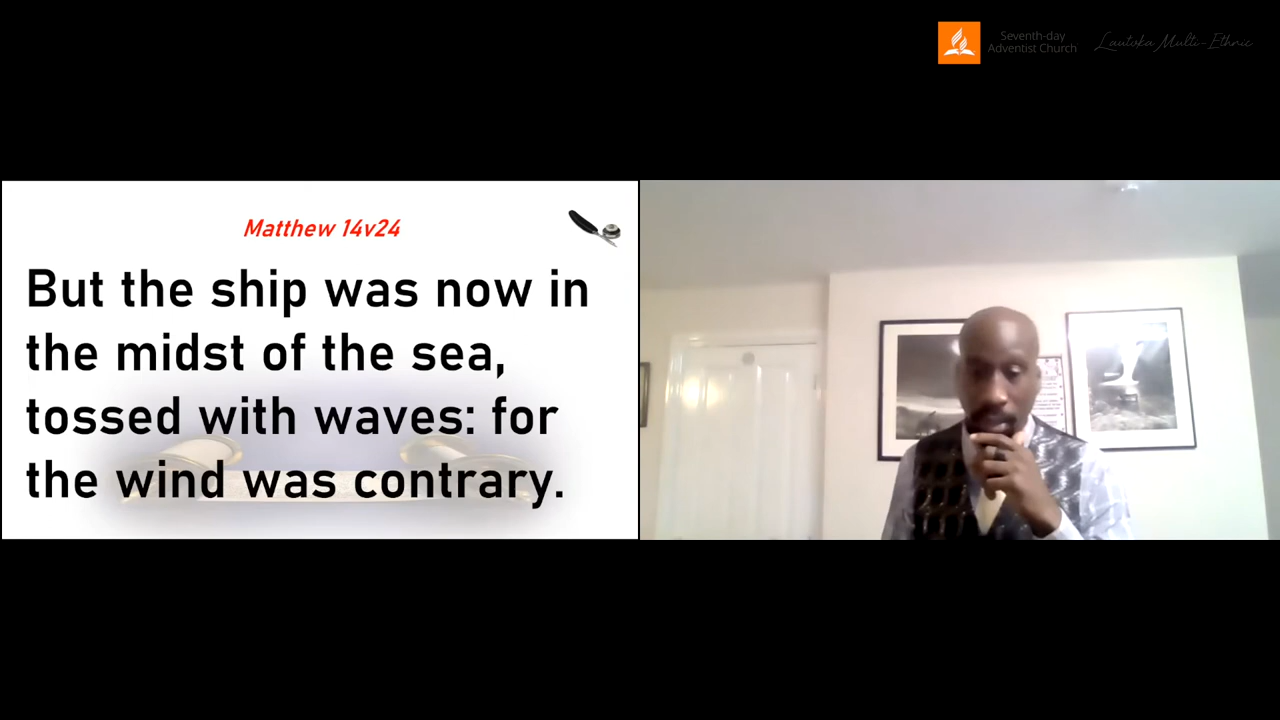 Seventh-day
Adventist Church
Lautoka Multi-Ethnic
Matthew 14v24
But the ship was now in
the midst of the sea,
tossed with waves: for
the wind was contrary.